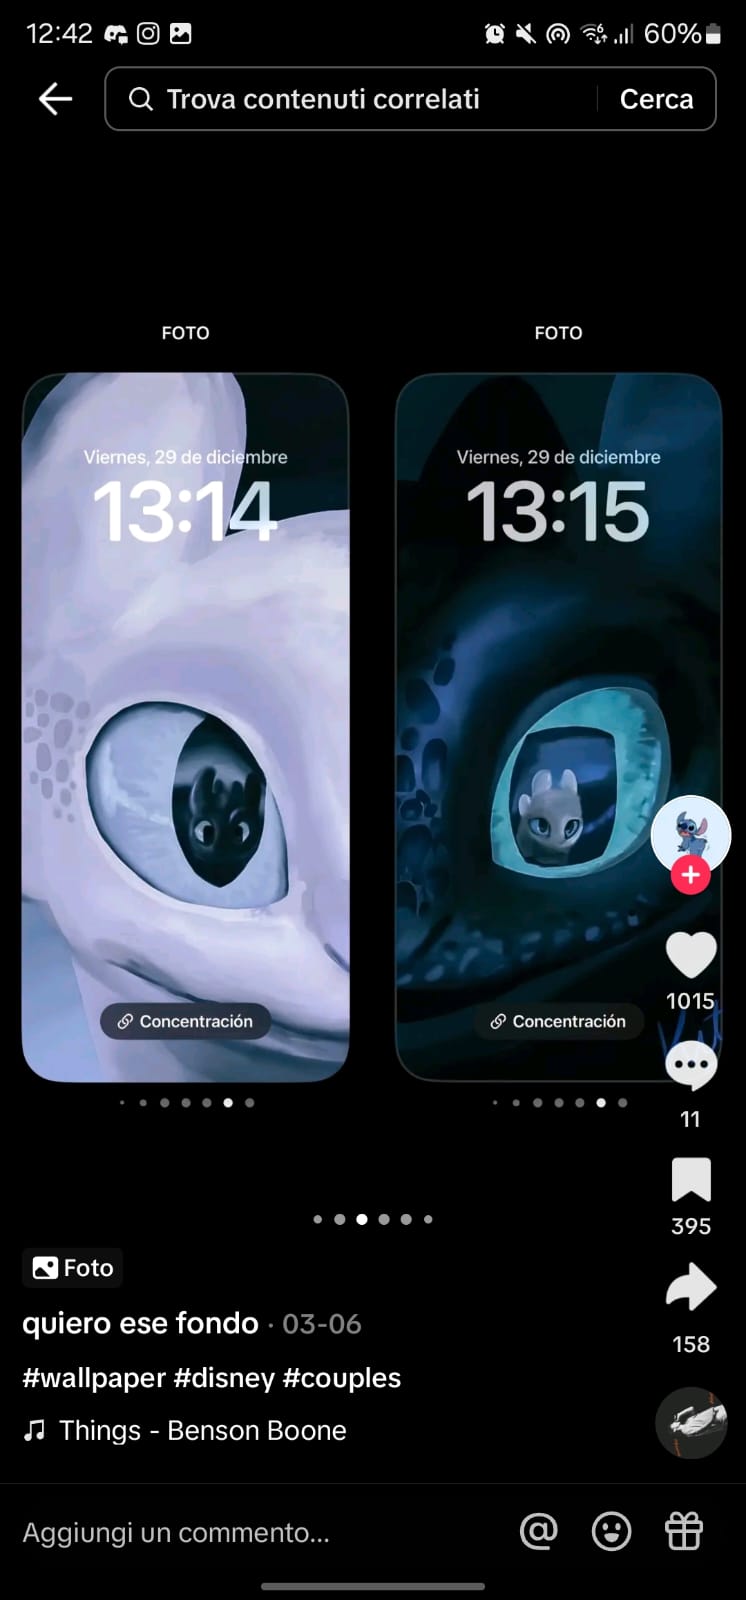 12:42
60%
Trova contenuti correlati
Cerca
FOTO
FOTO
Viernes, 29 de diciembre
13:14
Viernes, 29 de diciembre
13:15
Concentración
Concentración
1015
11
395
158
Foto
quiero ese fondo · 03-06
#wallpaper #disney #couples
Things - Benson Boone
Aggiungi un commento...